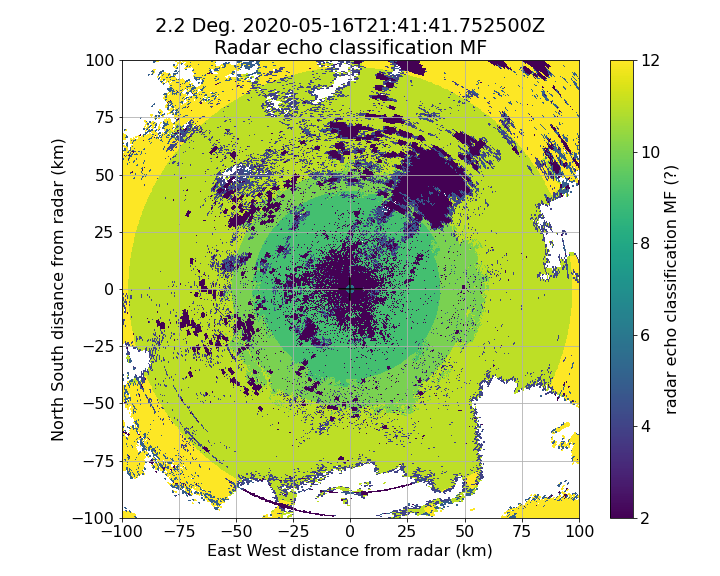 2.2 Deg. 2020-05-16T21:41:41.752500Z
Radar echo classification MF
100
75
50
25
0
−25
−50
−75
−100
North South distance from radar (km)
−100 −75 −50 −25 0 25 50 75 100
East West distance from radar (km)
12
10
8
6
4
2
radar echo classification MF (?)